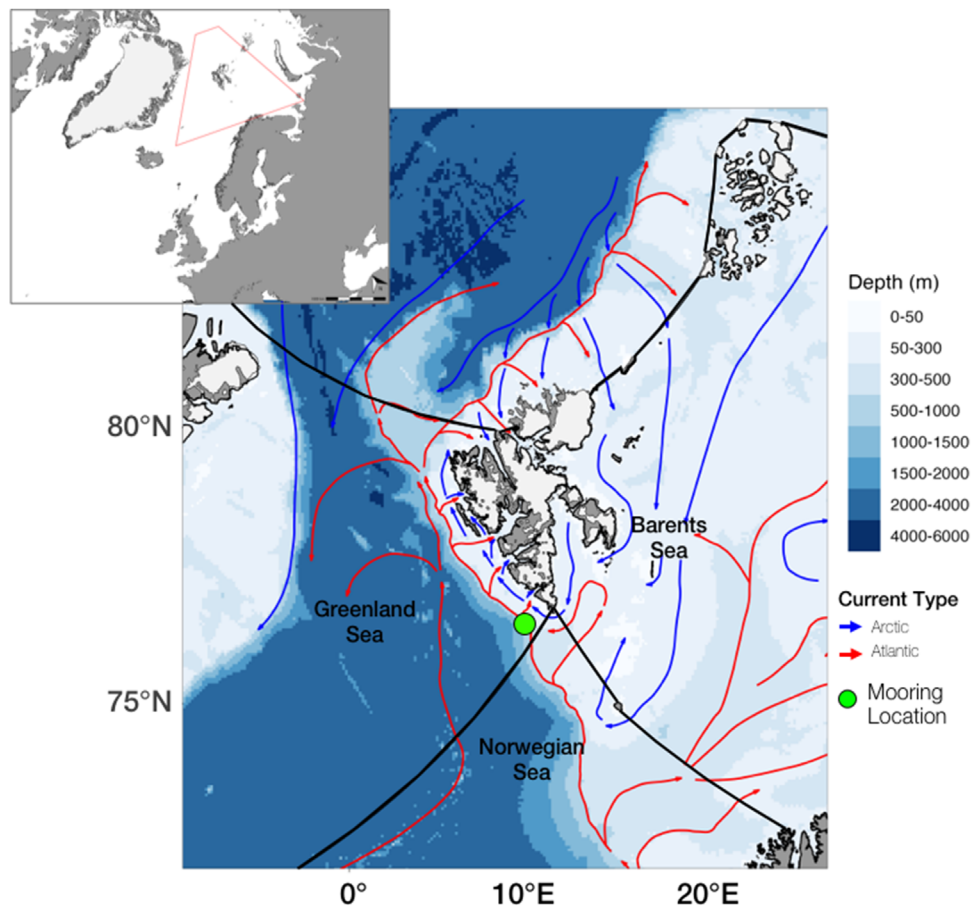 Depth (m)
0-50
50-300
300-500
500-1000
1000-1500
1500-2000
2000-4000
4000-6000
80°N
75°N
Barents
Sea
Greenland
Sea
Norwegian
Sea
Current Type
Arctic
Atlantic
Mooring
Location
0°
10°E
20°E